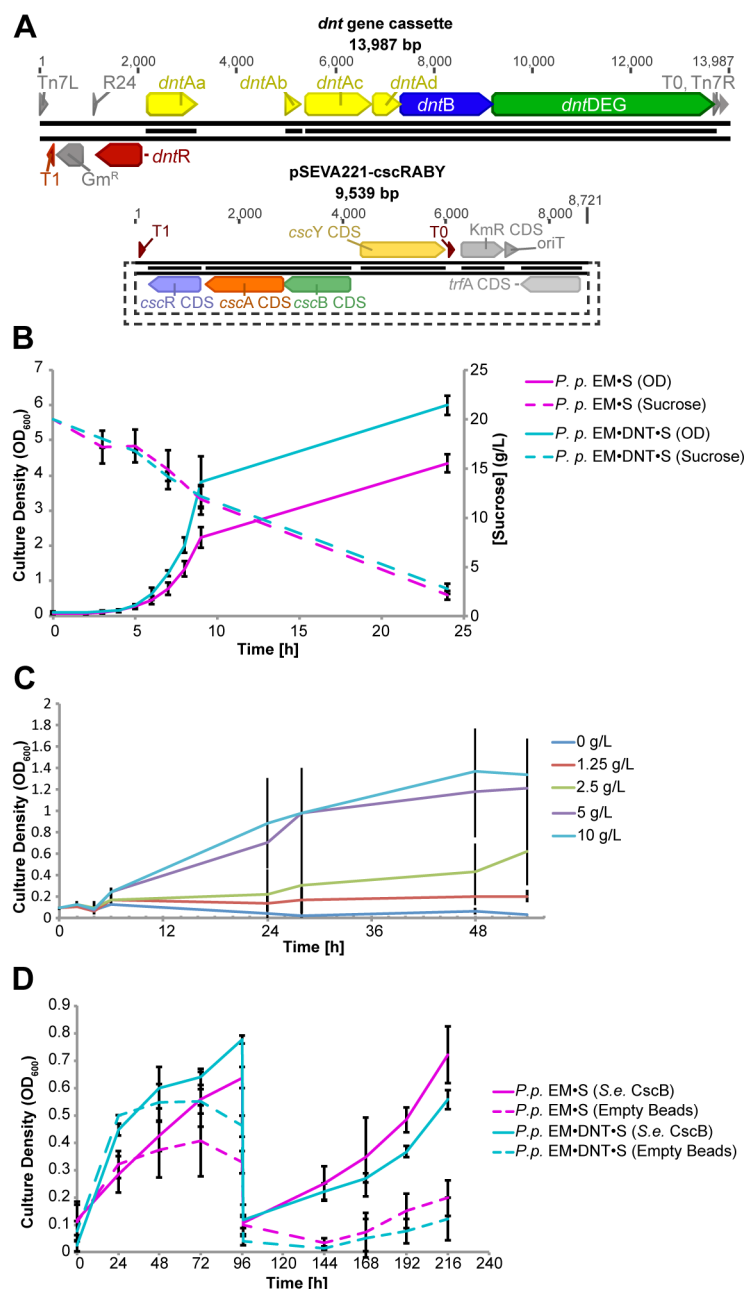 A
dnt gene cassette
13,987 bp
1 2,000 4,000 6,000 8,000 10,000 12,000 13,987
Tn7L R24 dntAa dntAb dntAc dntAd T0, Tn7R
dntB dntDEG
T1 GmR dntR
pSEVA221-cscRABY
9,539 bp
1 2,000 4,000 6,000 8,000 8,721
T1 cscY CDS T0 KmR CDS oriT
cscR CDS cscA CDS cscB CDS trfA CDS
B
Culture Density (OD600)
7
6
5
4
3
2
1
0
25
20
15
10
5
0
[Sucrose] (g/L)
0 5 10 15 20 25
Time [h]
P. p. EM•S (OD)
P. p. EM•S (Sucrose)
P. p. EM•DNT•S (OD)
P. p. EM•DNT•S (Sucrose)
C
Culture Density (OD600)
2
1.8
1.6
1.4
1.2
1
0.8
0.6
0.4
0.2
0
0 12 24 36 48
Time [h]
0 g/L
1.25 g/L
2.5 g/L
5 g/L
10 g/L
D
Culture Density (OD600)
0.9
0.8
0.7
0.6
0.5
0.4
0.3
0.2
0.1
0
0 24 48 72 96 120 144 168 192 216 240
Time [h]
P.p. EM•S (S.e. CscB)
P.p. EM•S (Empty Beads)
P.p. EM•DNT•S (S.e. CscB)
P.p. EM•DNT•S (Empty Beads)